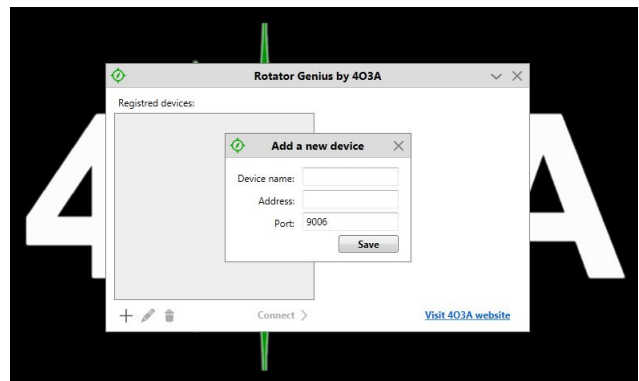 Rotator Genius by 4O3A
Registred devices:
Add a new device
Device name:
Address:
Port: 9006
Save
Connect
Visit 4O3A website
4 A